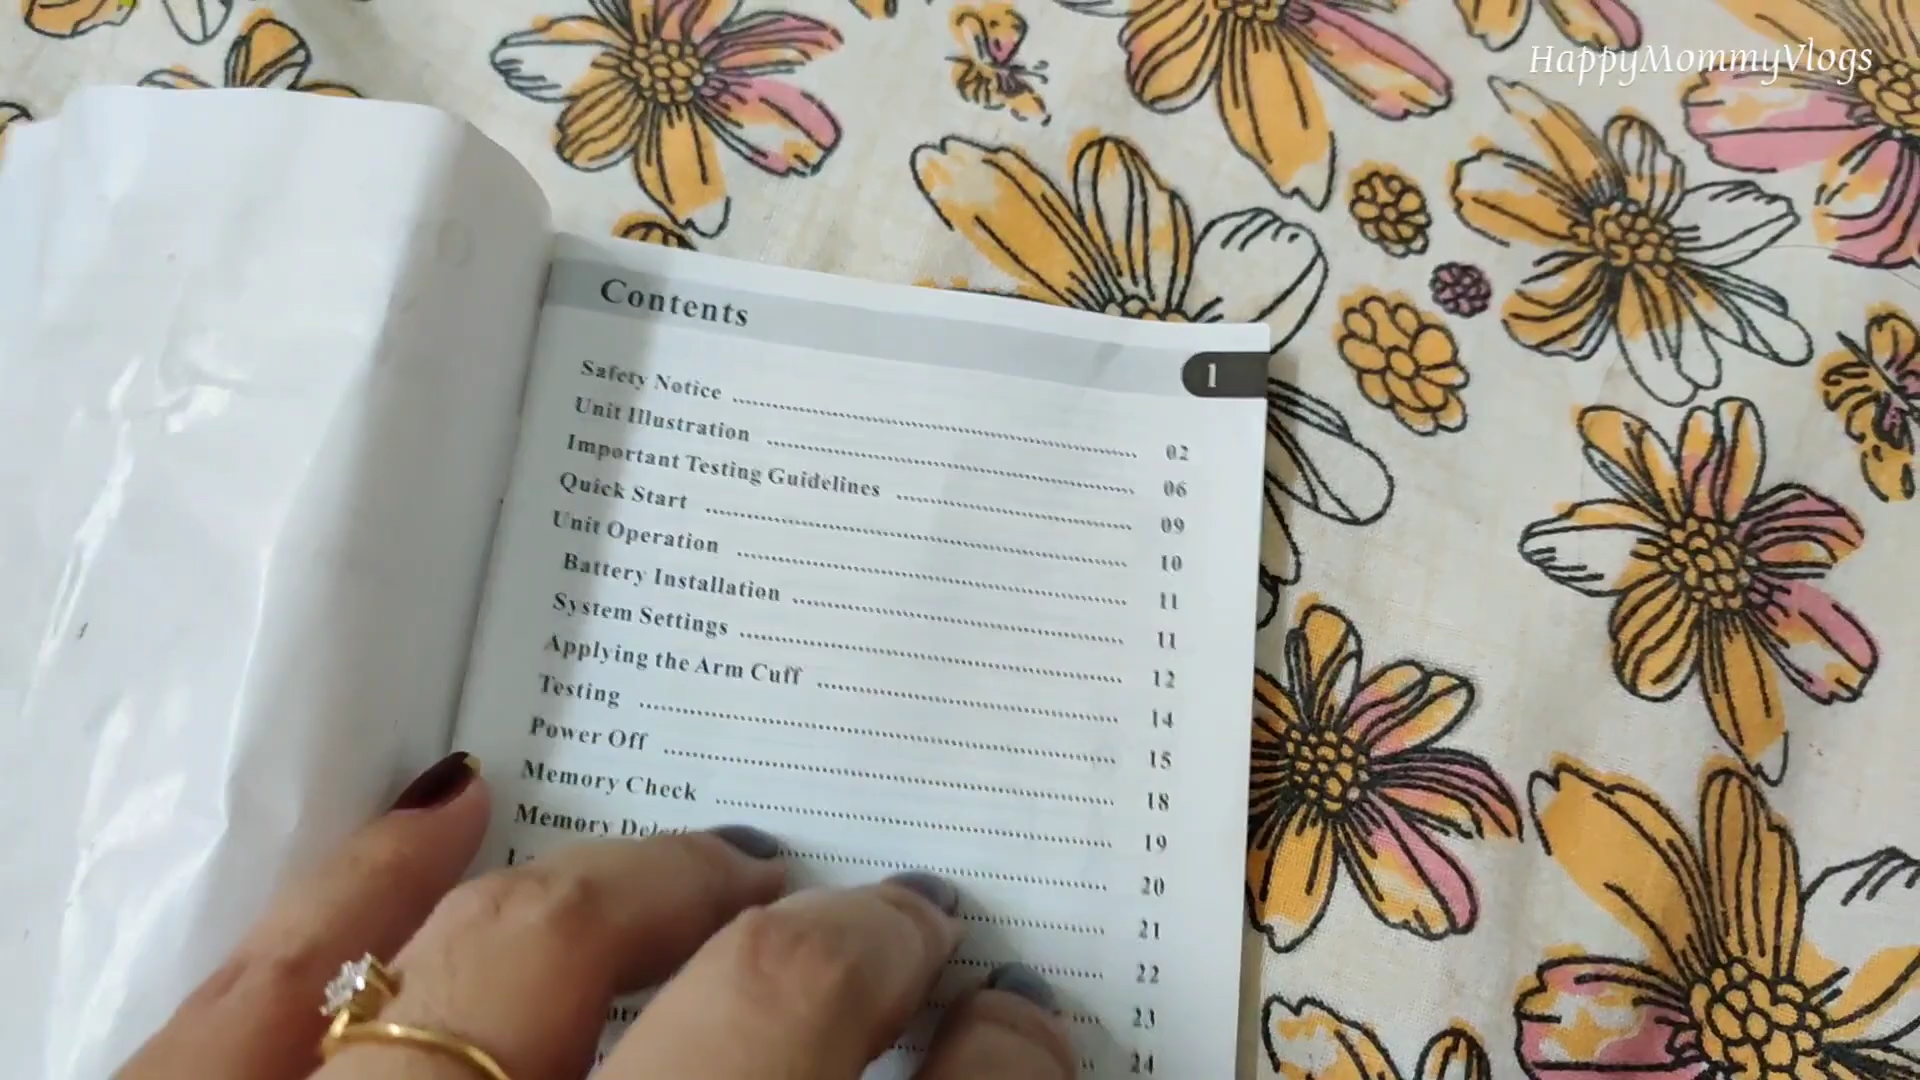 HappyMommyVlogs
Contents
1
Safety Notice ........ 02
Unit Illustration ........ 06
Important Testing Guidelines ........ 09
Quick Start ........ 10
Unit Operation ........ 11
Battery Installation ........ 11
System Settings ........ 12
Applying the Arm Cuff ........ 14
Testing ........ 15
Power Off ........ 18
Memory Check ........ 19
Memory ........ 20
21
22
23
24